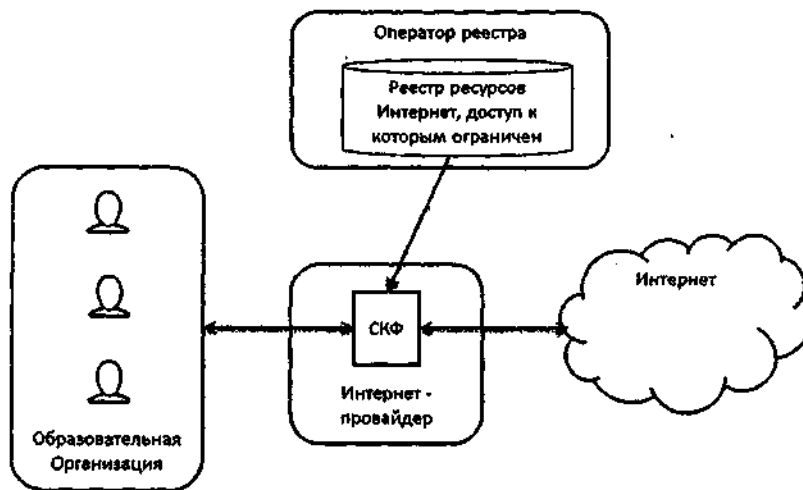 Оператор реестра
Реестр ресурсов
Интернет, доступ к
которым ограничен
Интернет
СКФ
Интернет -
провайдер
Образовательная
Организация